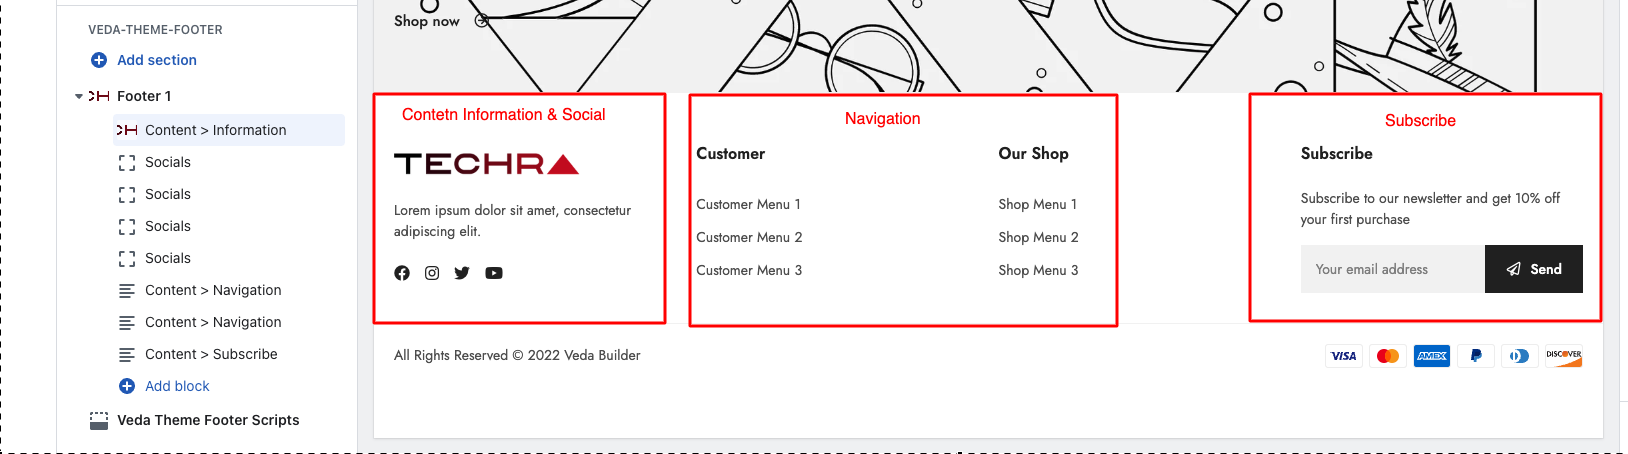 VEDA-THEME-FOOTER
Add section
Footer 1
Content > Information
Socials
Socials
Socials
Socials
Content > Navigation
Content > Navigation
Content > Subscribe
Add block
Veda Theme Footer Scripts
Shop now
Contetn Information & Social
TECHRA
Lorem ipsum dolor sit amet, consectetur
adipiscing elit.
Navigation
Customer
Customer Menu 1
Customer Menu 2
Customer Menu 3
Our Shop
Shop Menu 1
Shop Menu 2
Shop Menu 3
Subscribe
Subscribe
Subscribe to our newsletter and get 10% off
your first purchase
Your email address
Send
All Rights Reserved © 2022 Veda Builder
VISA
AMEX
DISCOVER